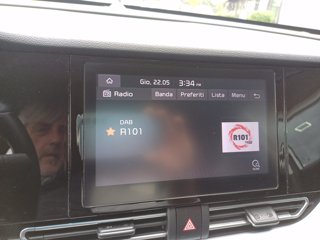 Gio, 22.05 3:34 PM
Radio Banda Preferiti Lista Menu
DAB
R101
R101